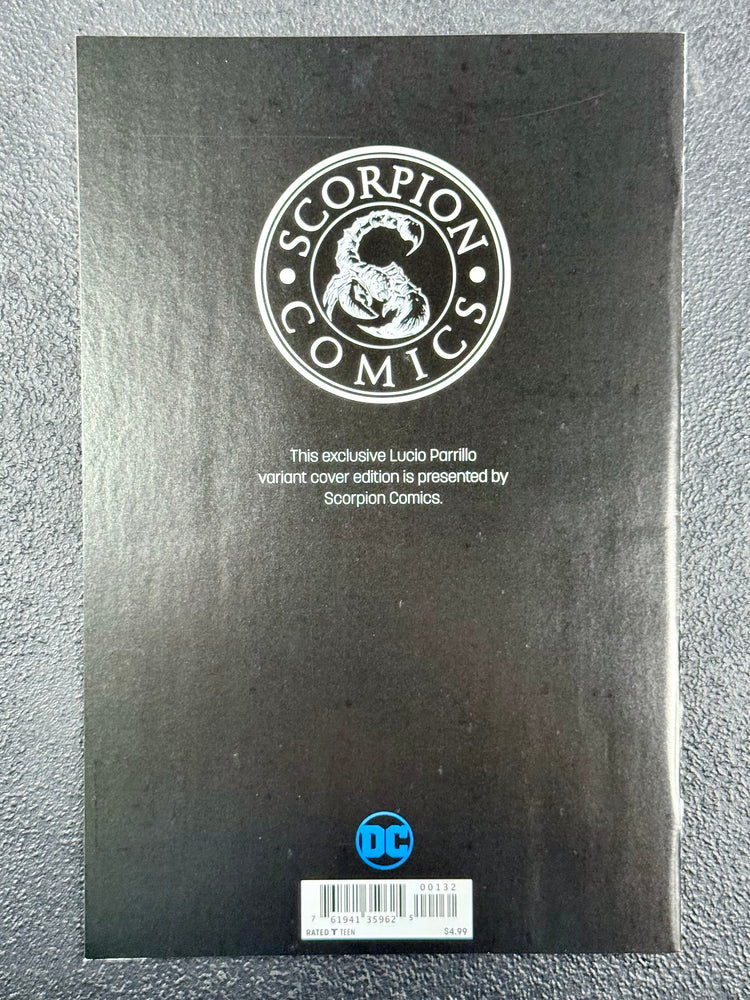 SCORPION
COMICS
This exclusive Lucio Parrillo
variant cover edition is presented by
Scorpion Comics.
DC
00132
7 61941 35962 5
RATED T TEEN $4.99